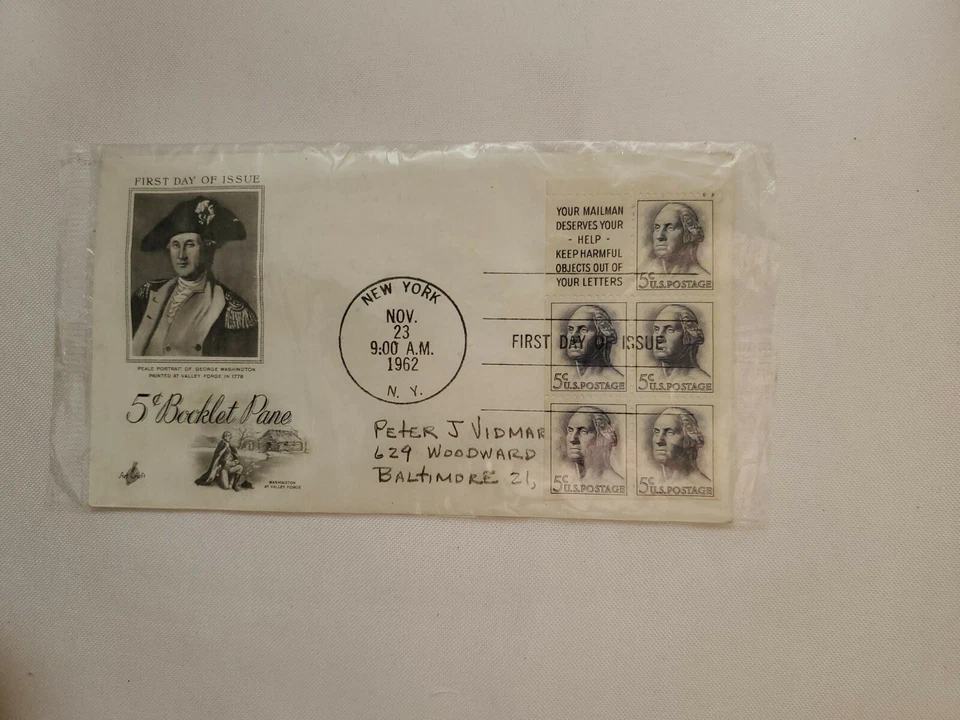 FIRST DAY OF ISSUE
PEALE PORTRAIT OF GEORGE WASHINGTON
PAINTED AT VALLEY FORGE IN 1778
5¢ Booklet Pane
Art Craft
WASHINGTON
AT VALLEY FORGE
NEW YORK
NOV.
23
9:00 A.M.
1962
N. Y.
PETER J VIDMAR
629 WOODWARD
BALTIMORE 21,
YOUR MAILMAN
DESERVES YOUR
- HELP -
KEEP HARMFUL
OBJECTS OUT OF
YOUR LETTERS
5¢ U.S. POSTAGE
FIRST DAY OF ISSUE
5¢ U.S. POSTAGE
5¢ U.S. POSTAGE
5¢ U.S. POSTAGE
5¢ U.S. POSTAGE